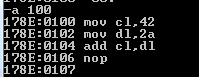 -a 100
178E:0100 mov cl,42
178E:0102 mov dl,2a
178E:0104 add cl,dl
178E:0106 nop
178E:0107